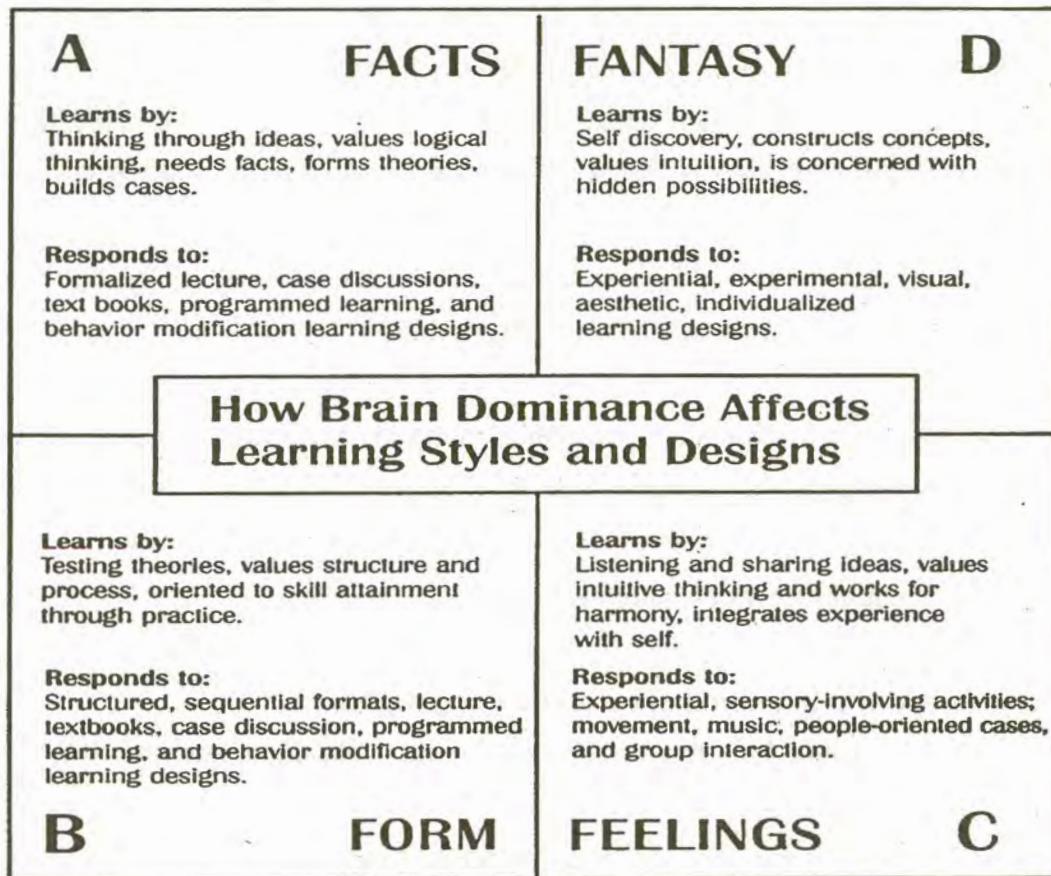 A FACTS
Learns by:
Thinking through ideas, values logical
thinking, needs facts, forms theories,
builds cases.
Responds to:
Formalized lecture, case discussions,
text books, programmed learning, and
behavior modification learning designs.
FANTASY D
Learns by:
Self discovery, constructs concepts,
values intuition, is concerned with
hidden possibilities.
Responds to:
Experiential, experimental, visual,
aesthetic, individualized
learning designs.
How Brain Dominance Affects
Learning Styles and Designs
Learns by:
Testing theories, values structure and
process, oriented to skill attainment
through practice.
Responds to:
Structured, sequential formats, lecture,
textbooks, case discussion, programmed
learning, and behavior modification
learning designs.
B FORM
Learns by:
Listening and sharing ideas, values
intuitive thinking and works for
harmony, integrates experience
with self.
Responds to:
Experiential, sensory-involving activities;
movement, music, people-oriented cases,
and group interaction.
FEELINGS C